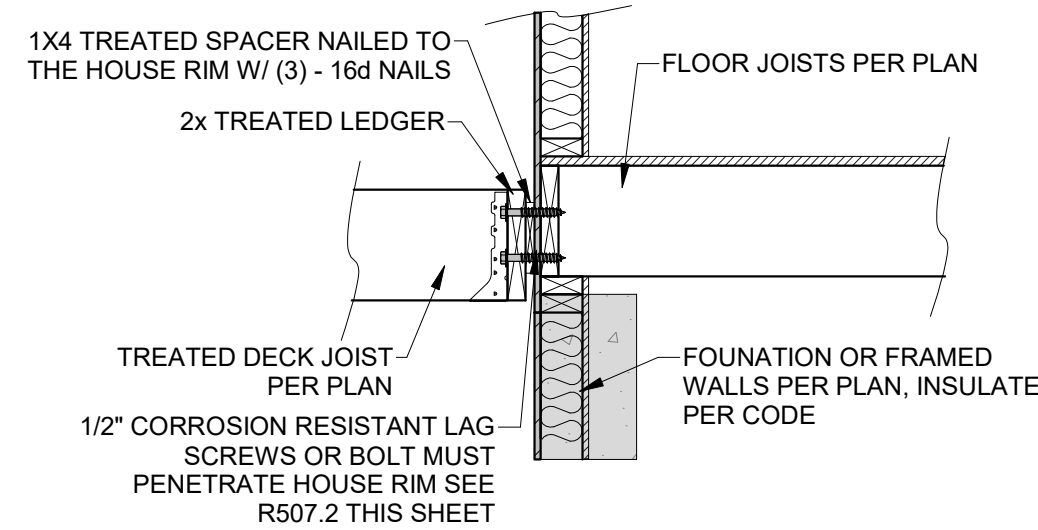 1X4 TREATED SPACER NAILED TO
THE HOUSE RIM W/ (3) - 16d NAILS
2x TREATED LEDGER
FLOOR JOISTS PER PLAN
TREATED DECK JOIST
PER PLAN
1/2" CORROSION RESISTANT LAG
SCREWS OR BOLT MUST
PENETRATE HOUSE RIM SEE
R507.2 THIS SHEET
FOUNATION OR FRAMED
WALLS PER PLAN, INSULATE
PER CODE